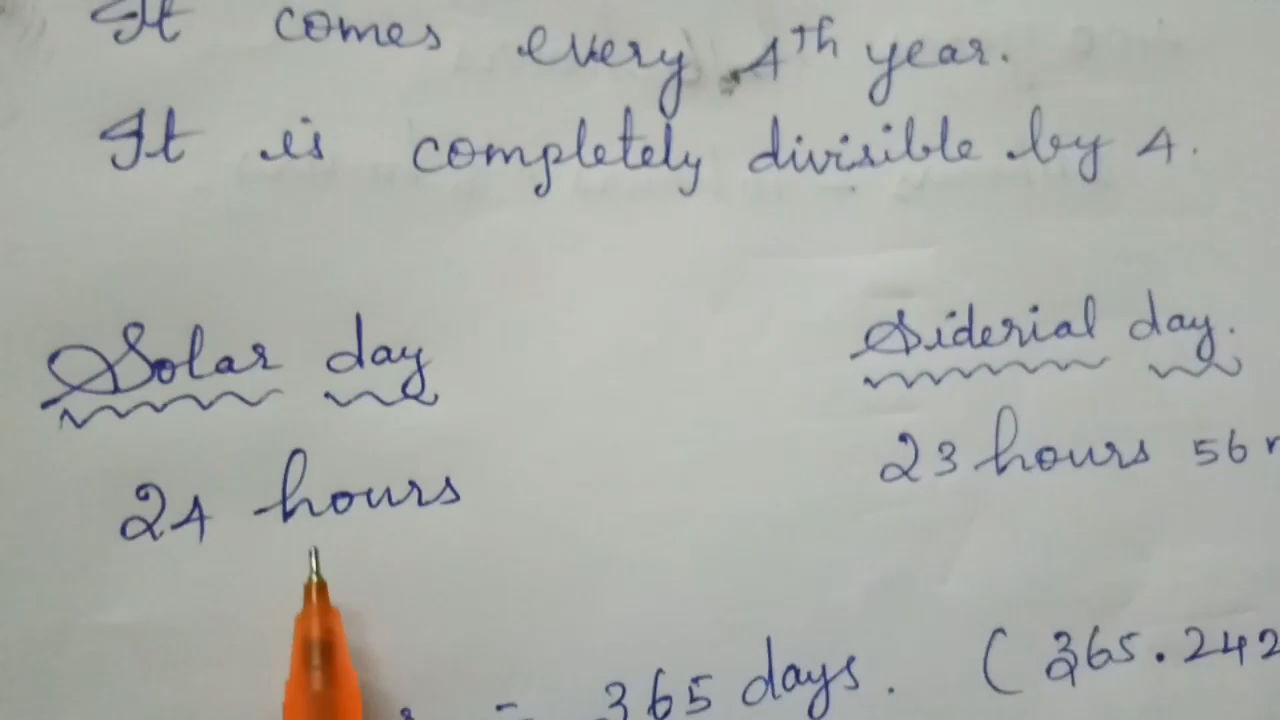 It comes every 4th year.
It is completely divisible by 4.
Solar day
Siderial day.
24 hours
23 hours 56
= 365 days. (365.242